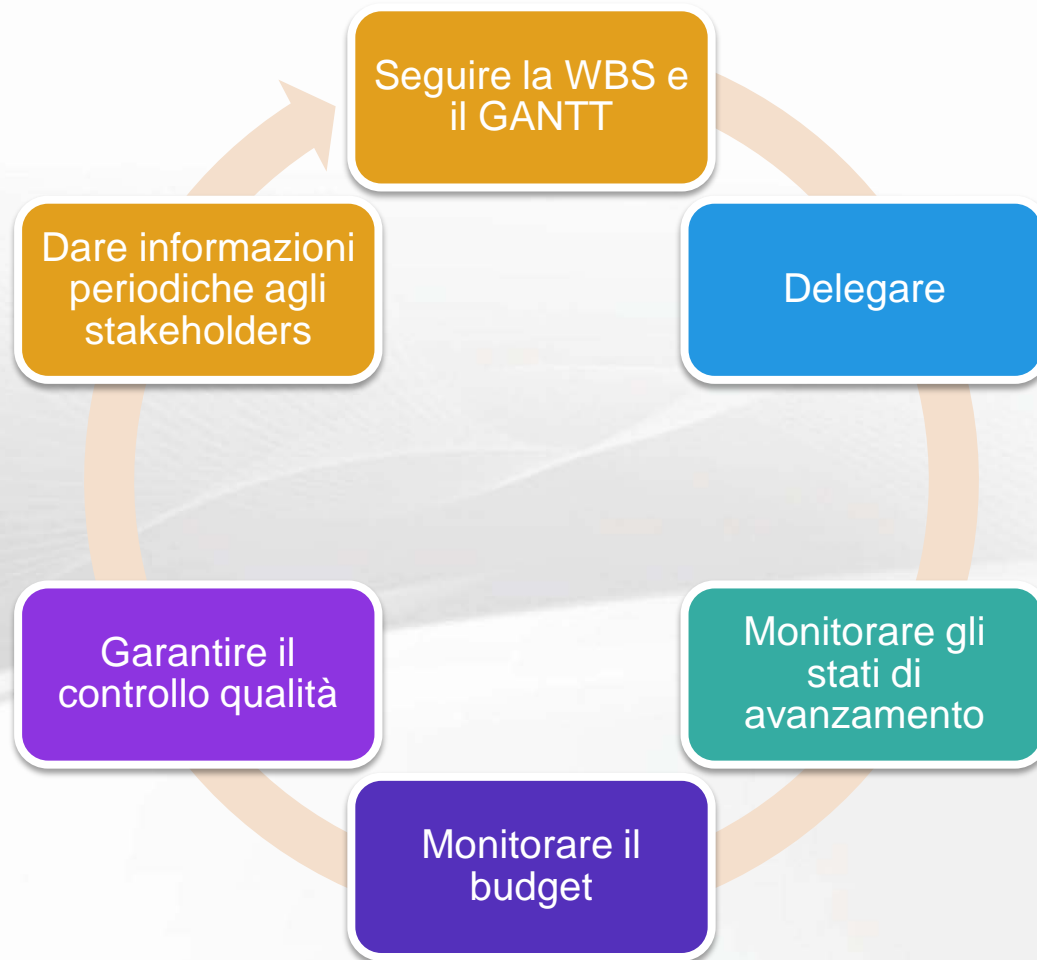 Seguire la WBS e
il GANTT
Delegare
Monitorare gli
stati di
avanzamento
Monitorare il
budget
Garantire il
controllo qualità
Dare informazioni
periodiche agli
stakeholders